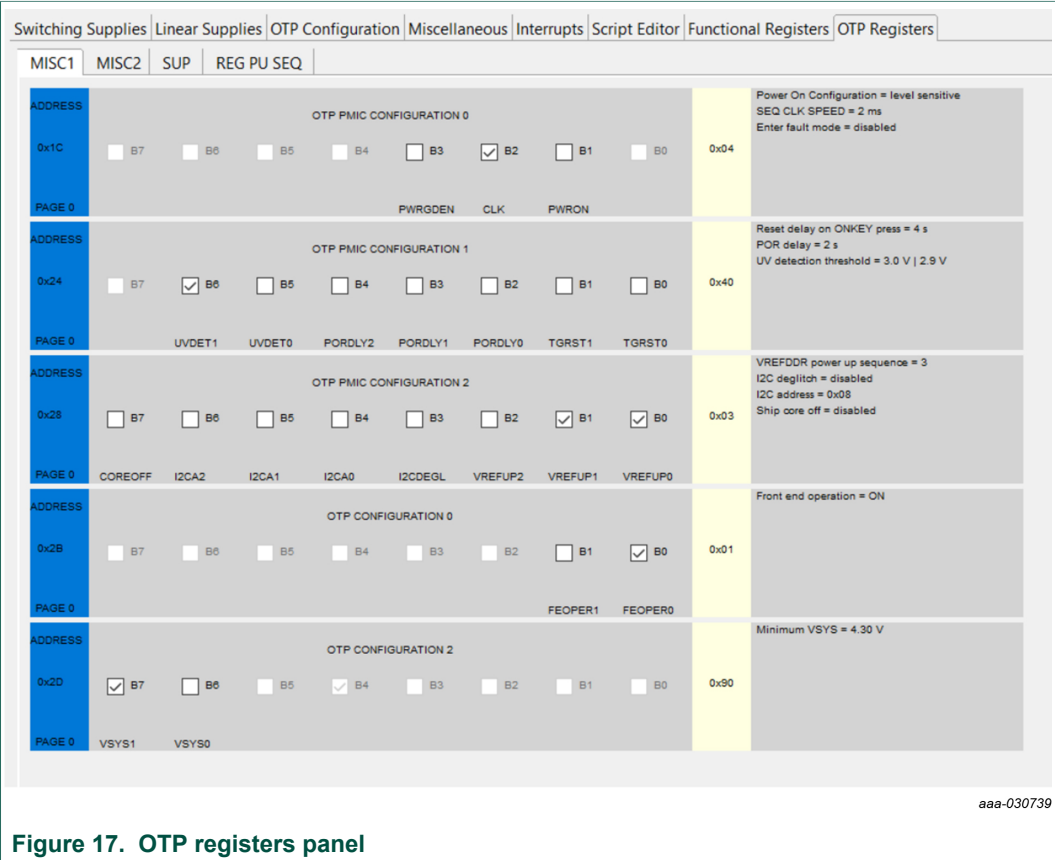 Switching Supplies Linear Supplies OTP Configuration Miscellaneous Interrupts Script Editor Functional Registers OTP Registers
MISC1 MISC2 SUP REG PU SEQ
ADDRESS
OTP PMIC CONFIGURATION 0
0x1C B7 B6 B5 B4 B3 B2 B1 B0 0x04
PAGE 0 PWRGDEN CLK PWRON
Power On Configuration = level sensitive
SEQ CLK SPEED = 2 ms
Enter fault mode = disabled
ADDRESS
OTP PMIC CONFIGURATION 1
0x24 B7 B6 B5 B4 B3 B2 B1 B0 0x40
PAGE 0 UVDET1 UVDET0 PORDLY2 PORDLY1 PORDLY0 TGRST1 TGRST0
Reset delay on ONKEY press = 4 s
POR delay = 2 s
UV detection threshold = 3.0 V | 2.9 V
ADDRESS
OTP PMIC CONFIGURATION 2
0x28 B7 B6 B5 B4 B3 B2 B1 B0 0x03
PAGE 0 COREOFF I2CA2 I2CA1 I2CA0 I2CDEGL VREFUP2 VREFUP1 VREFUP0
VREFDDR power up sequence = 3
I2C deglitch = disabled
I2C address = 0x08
Ship core off = disabled
ADDRESS
OTP CONFIGURATION 0
0x2B B7 B6 B5 B4 B3 B2 B1 B0 0x01
PAGE 0 FEOPER1 FEOPER0
Front end operation = ON
ADDRESS
OTP CONFIGURATION 2
0x2D B7 B6 B5 B4 B3 B2 B1 B0 0x90
PAGE 0 VSYS1 VSYS0
Minimum VSYS = 4.30 V
aaa-030739
Figure 17. OTP registers panel